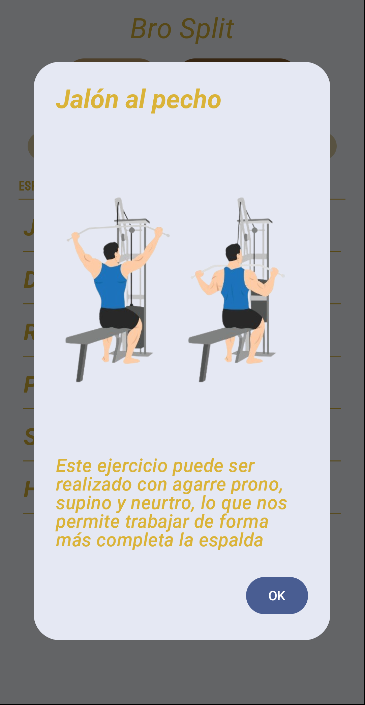 Bro Split
Jalón al pecho
ESP
J
D
R
F
S
H
Este ejercicio puede ser
realizado con agarre prono,
supino y neurtro, lo que nos
permite trabajar de forma
más completa la espalda
OK